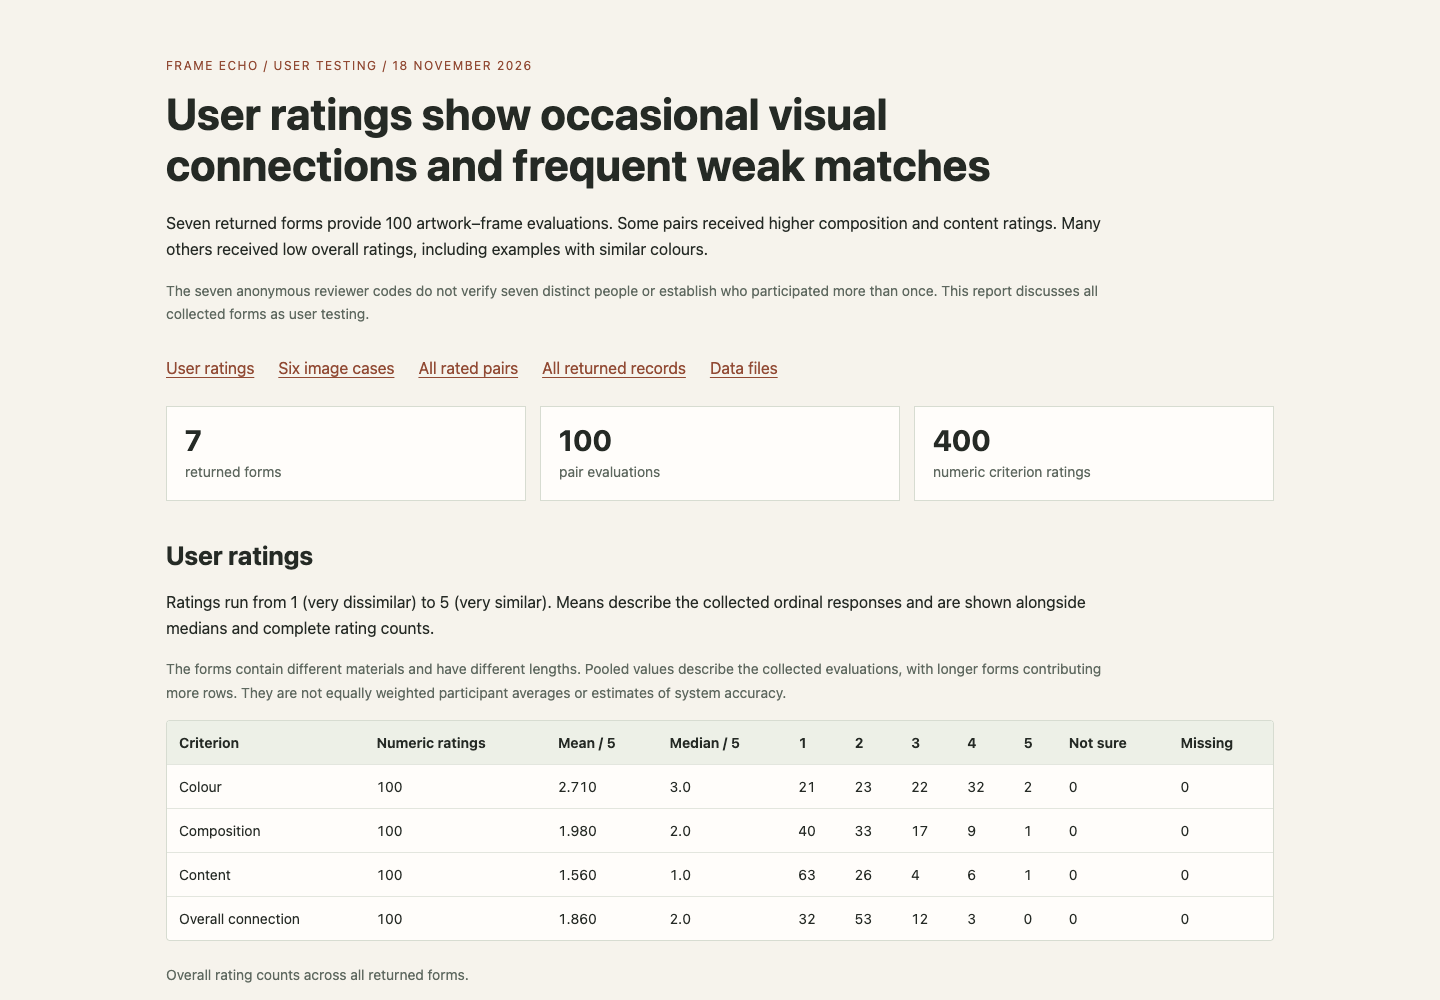 FRAME ECHO / USER TESTING / 18 NOVEMBER 2026
User ratings show occasional visual
connections and frequent weak matches
Seven returned forms provide 100 artwork–frame evaluations. Some pairs received higher composition and content ratings. Many
others received low overall ratings, including examples with similar colours.
The seven anonymous reviewer codes do not verify seven distinct people or establish who participated more than once. This report discusses all
collected forms as user testing.
User ratings Six image cases All rated pairs All returned records Data files
7 100 400
returned forms pair evaluations numeric criterion ratings
User ratings
Ratings run from 1 (very dissimilar) to 5 (very similar). Means describe the collected ordinal responses and are shown alongside
medians and complete rating counts.
The forms contain different materials and have different lengths. Pooled values describe the collected evaluations, with longer forms contributing
more rows. They are not equally weighted participant averages or estimates of system accuracy.
Criterion Numeric ratings Mean / 5 Median / 5 1 2 3 4 5 Not sure Missing
Colour 100 2.710 3.0 21 23 22 32 2 0 0
Composition 100 1.980 2.0 40 33 17 9 1 0 0
Content 100 1.560 1.0 63 26 4 6 1 0 0
Overall connection 100 1.860 2.0 32 53 12 3 0 0 0
Overall rating counts across all returned forms.